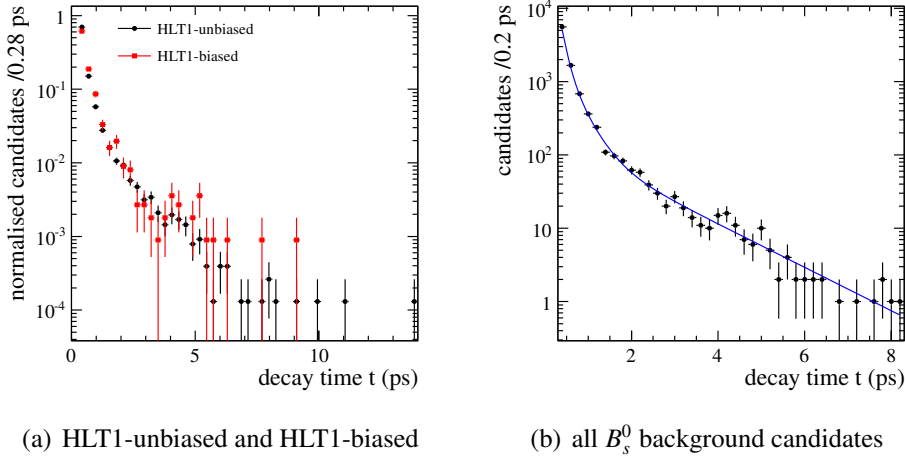 normalised candidates /0.28 ps
1
10^{-1}
10^{-2}
10^{-3}
10^{-4}
HLT1-unbiased
HLT1-biased
0 5 10
decay time t (ps)
candidates /0.2 ps
10^4
10^3
10^2
10
1
2 4 6 8
decay time t (ps)
(a) HLT1-unbiased and HLT1-biased
(b) all B_s^0 background candidates